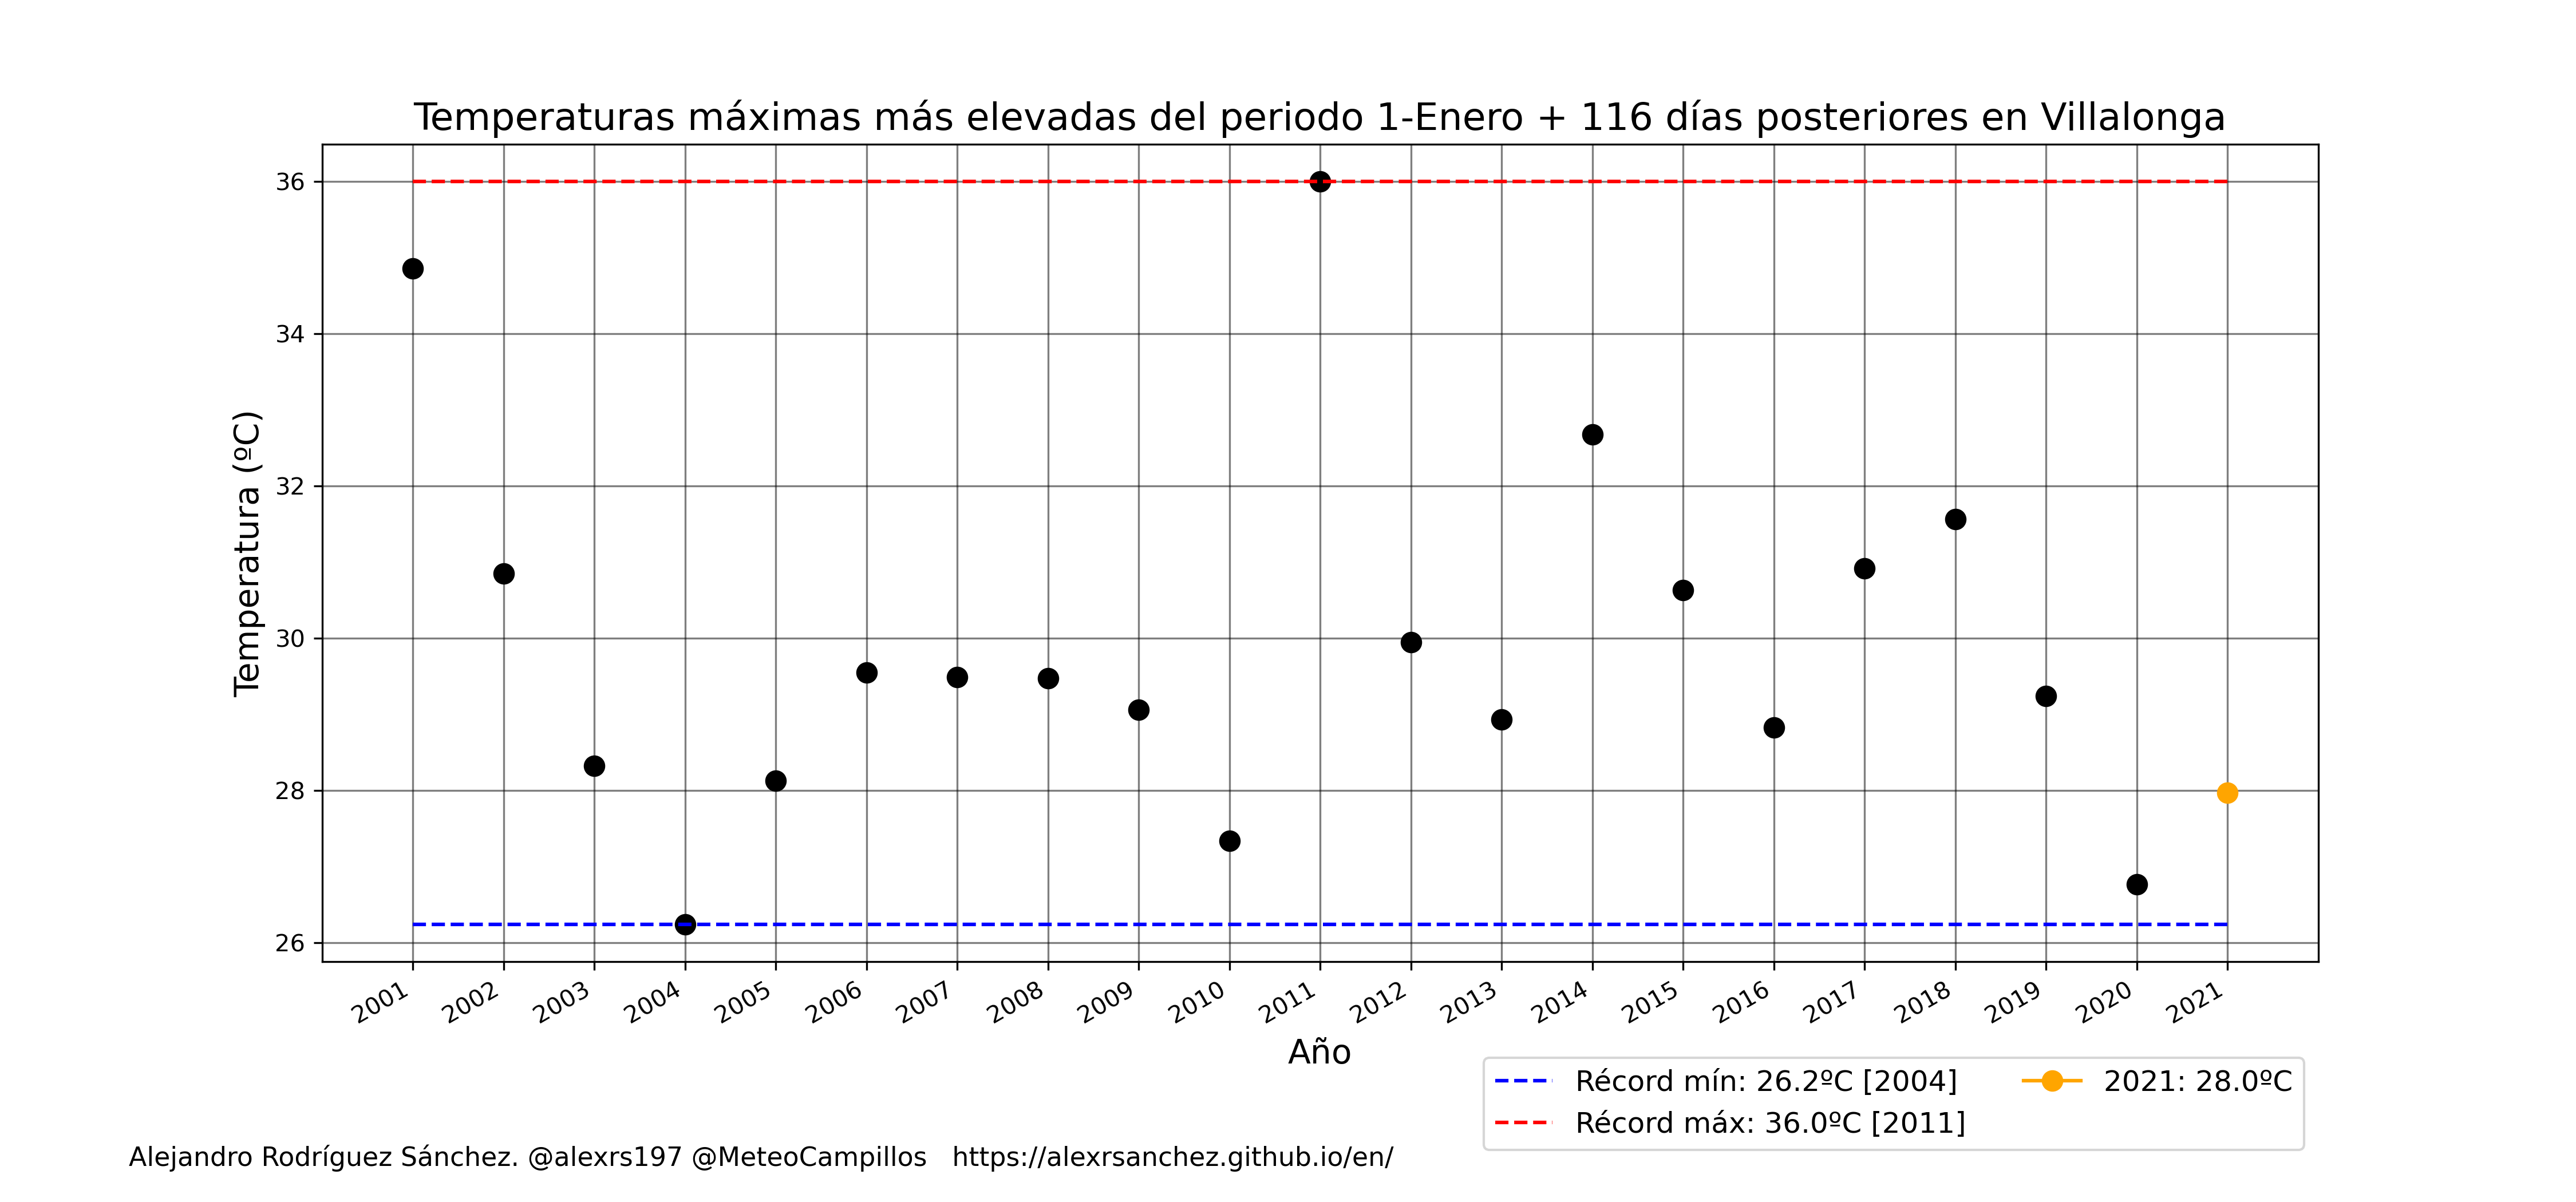 Temperaturas máximas más elevadas del periodo 1-Enero + 116 días posteriores en Villalonga
Temperatura (ºC)
36
34
32
30
28
26
2001 2002 2003 2004 2005 2006 2007 2008 2009 2010 2011 2012 2013 2014 2015 2016 2017 2018 2019 2020 2021
Año
Récord mín: 26.2ºC [2004]
Récord máx: 36.0ºC [2011]
2021: 28.0ºC
Alejandro Rodríguez Sánchez. @alexrs197 @MeteoCampillos https://alexrsanchez.github.io/en/